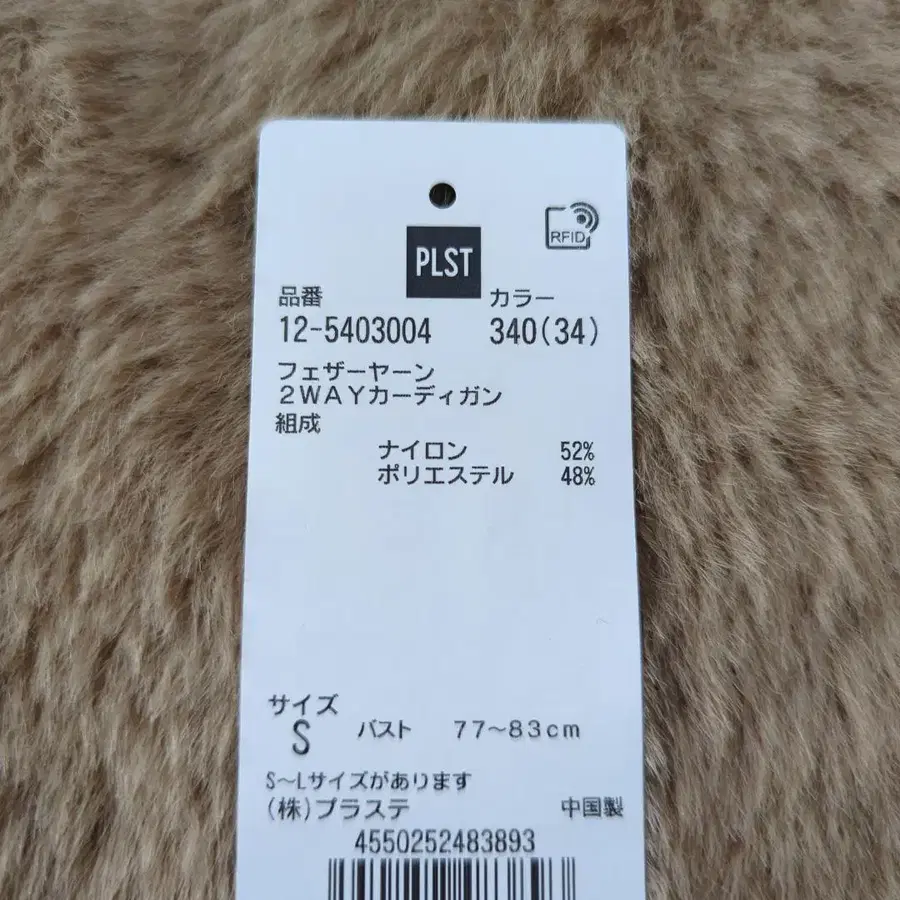 RFID
PLST
品番 カラー
12-5403004 340(34)
フェザーヤーン
2WAYカーディガン
組成
ナイロン 52%
ポリエステル 48%
サイズ
S バスト 77～83cm
S～Lサイズがあります
(株)プラステ 中国製
4550252483893